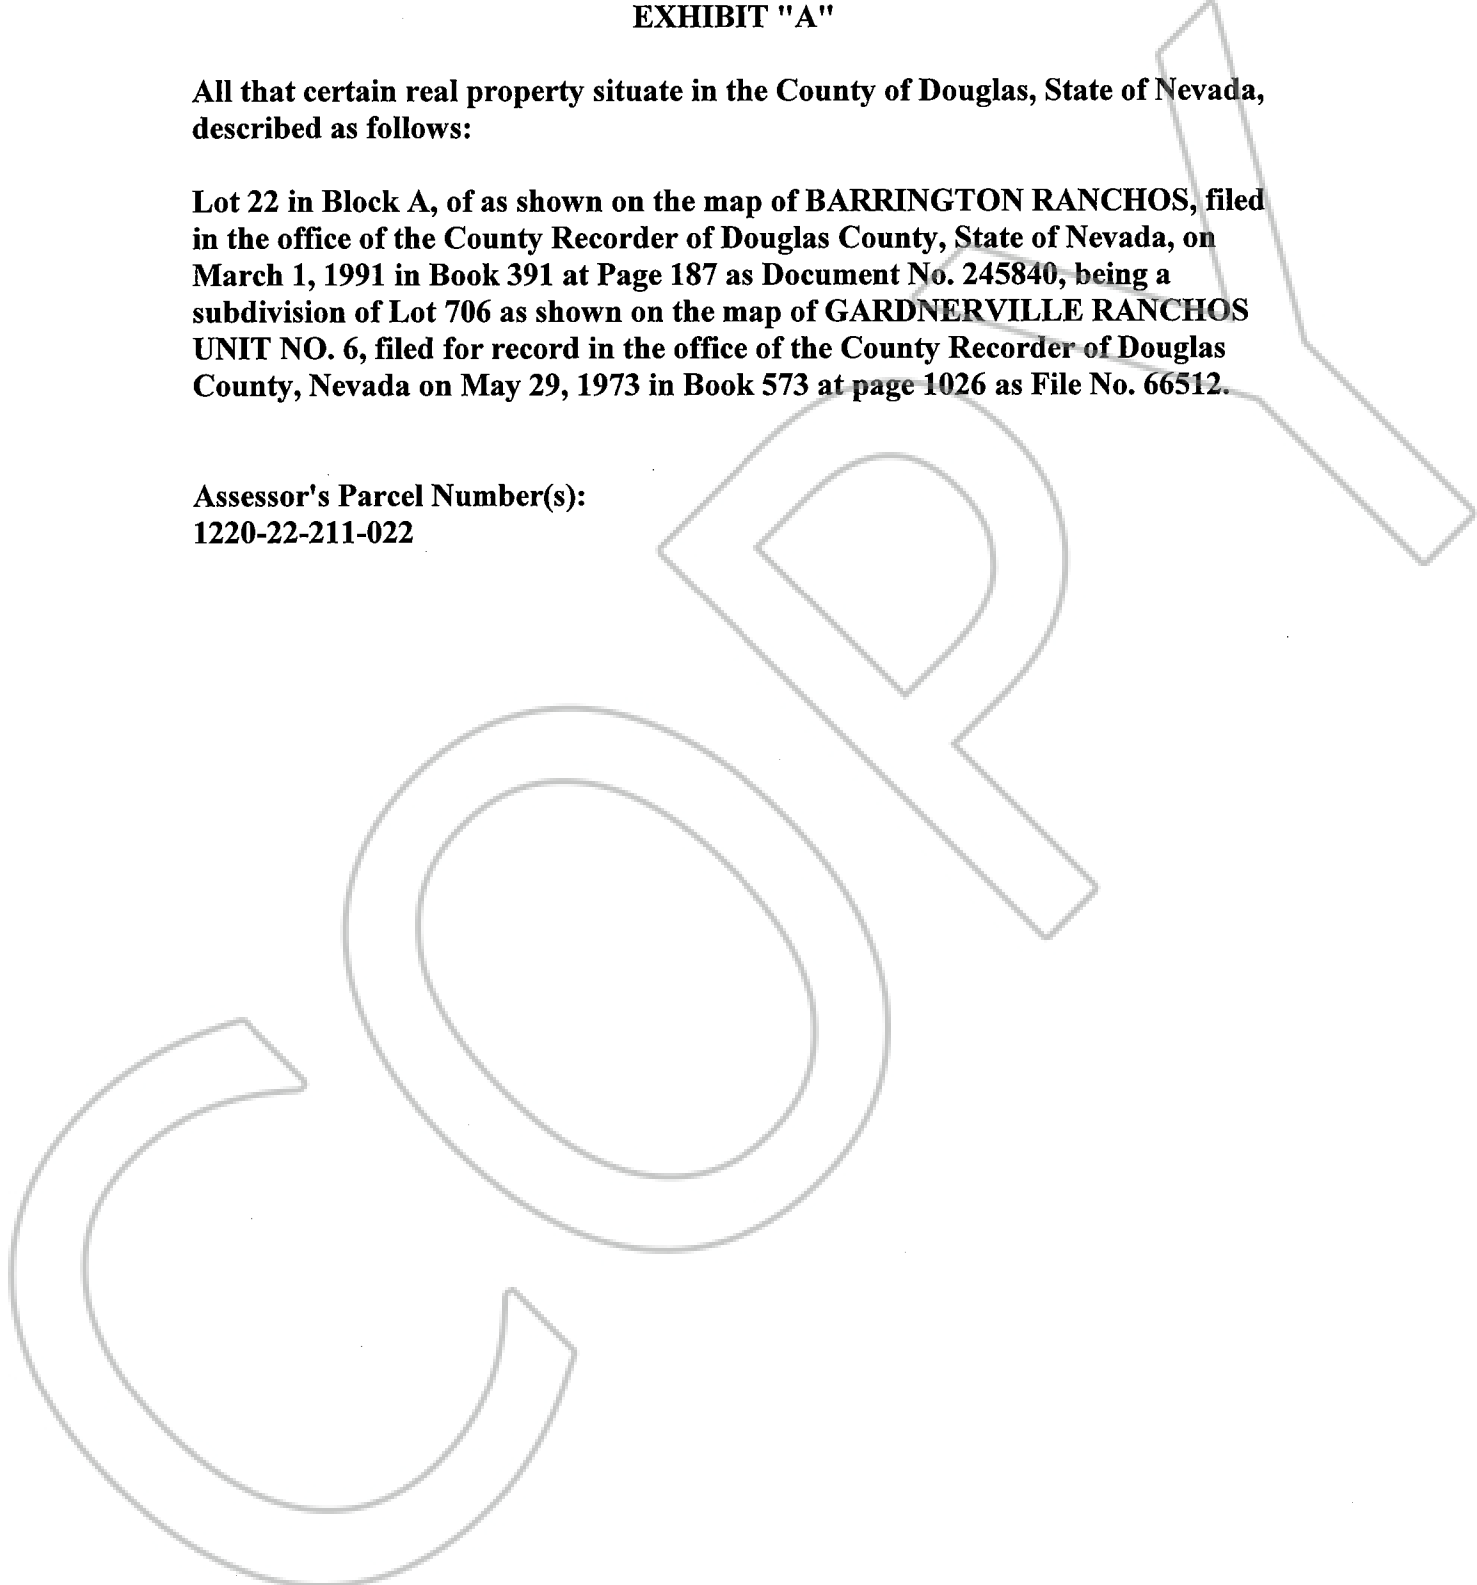 EXHIBIT "A"
All that certain real property situate in the County of Douglas, State of Nevada,
described as follows:
Lot 22 in Block A, of as shown on the map of BARRINGTON RANCHOS, filed
in the office of the County Recorder of Douglas County, State of Nevada, on
March 1, 1991 in Book 391 at Page 187 as Document No. 245840, being a
subdivision of Lot 706 as shown on the map of GARDNERVILLE RANCHOS
UNIT NO. 6, filed for record in the office of the County Recorder of Douglas
County, Nevada on May 29, 1973 in Book 573 at page 1026 as File No. 66512.
Assessor's Parcel Number(s):
1220-22-211-022
COPY